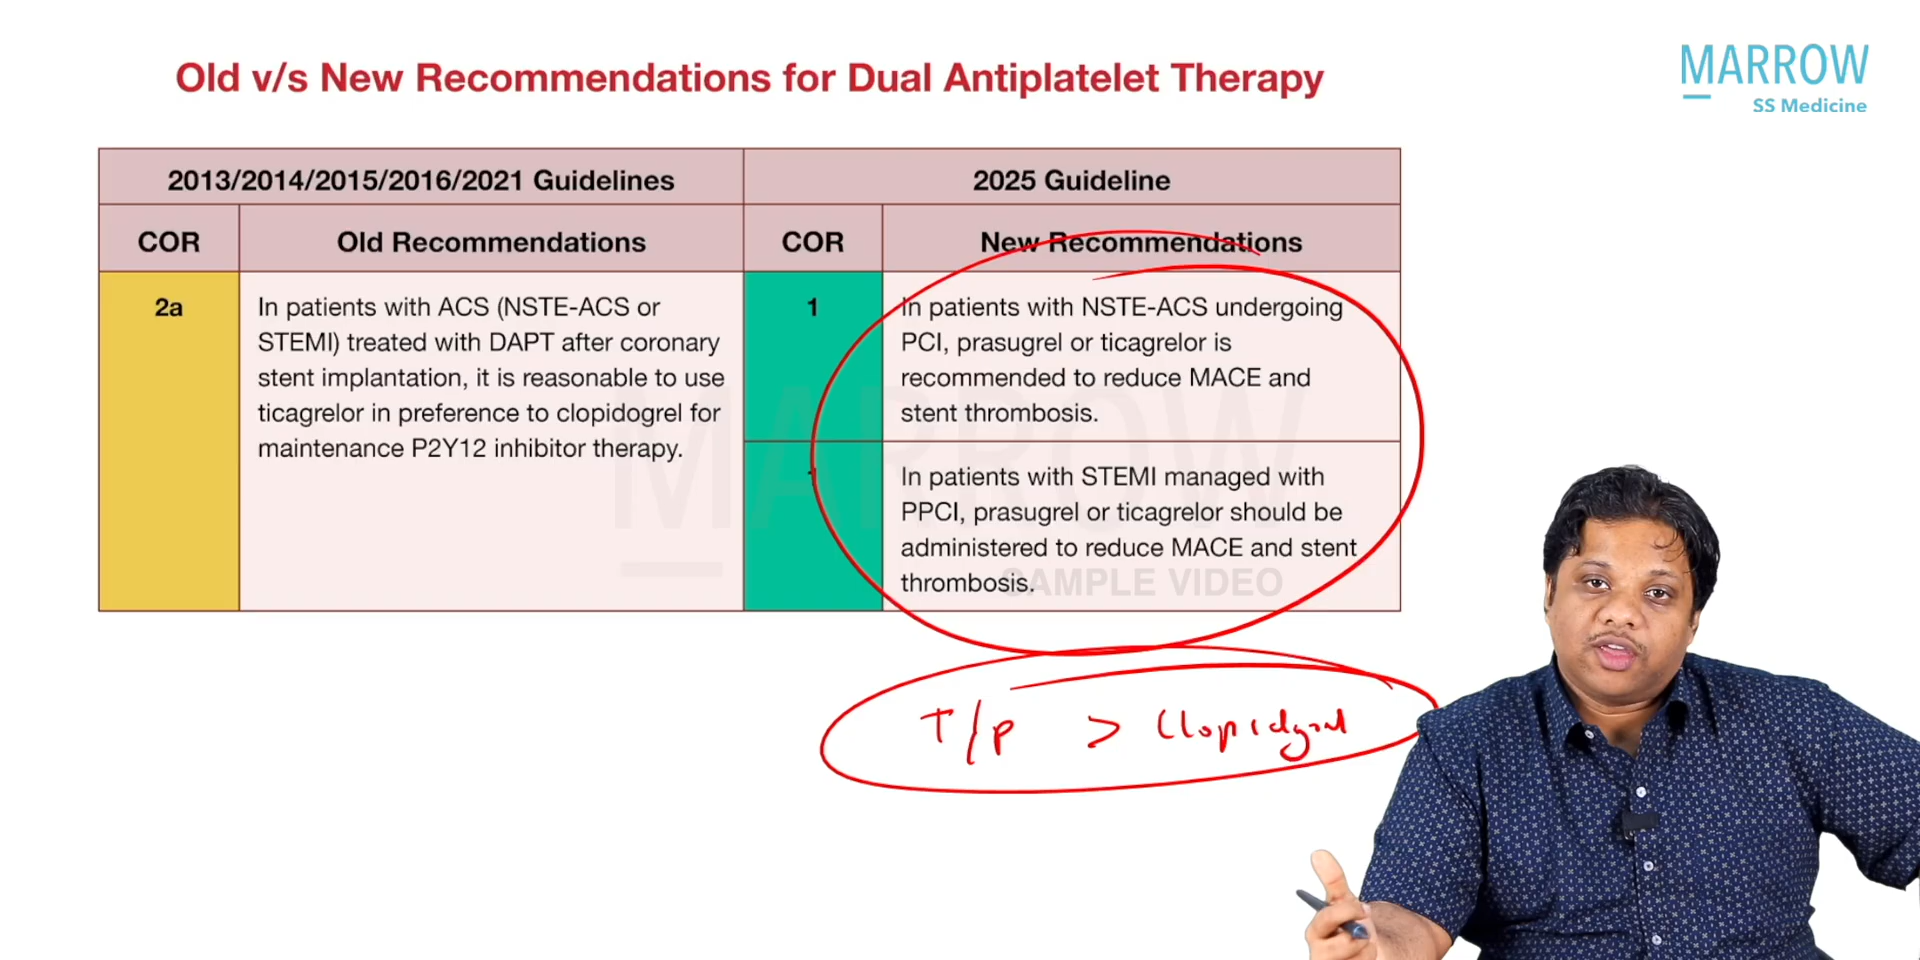 Old v/s New Recommendations for Dual Antiplatelet Therapy
MARROW
SS Medicine
2013/2014/2015/2016/2021 Guidelines
2025 Guideline
COR
Old Recommendations
COR
New Recommendations
2a
In patients with ACS (NSTE-ACS or
STEMI) treated with DAPT after coronary
stent implantation, it is reasonable to use
ticagrelor in preference to clopidogrel for
maintenance P2Y12 inhibitor therapy.
1
In patients with NSTE-ACS undergoing
PCI, prasugrel or ticagrelor is
recommended to reduce MACE and
stent thrombosis.
1
In patients with STEMI managed with
PPCI, prasugrel or ticagrelor should be
administered to reduce MACE and stent
thrombosis.
MARROW
SAMPLE VIDEO
T/P > Clopidgrel